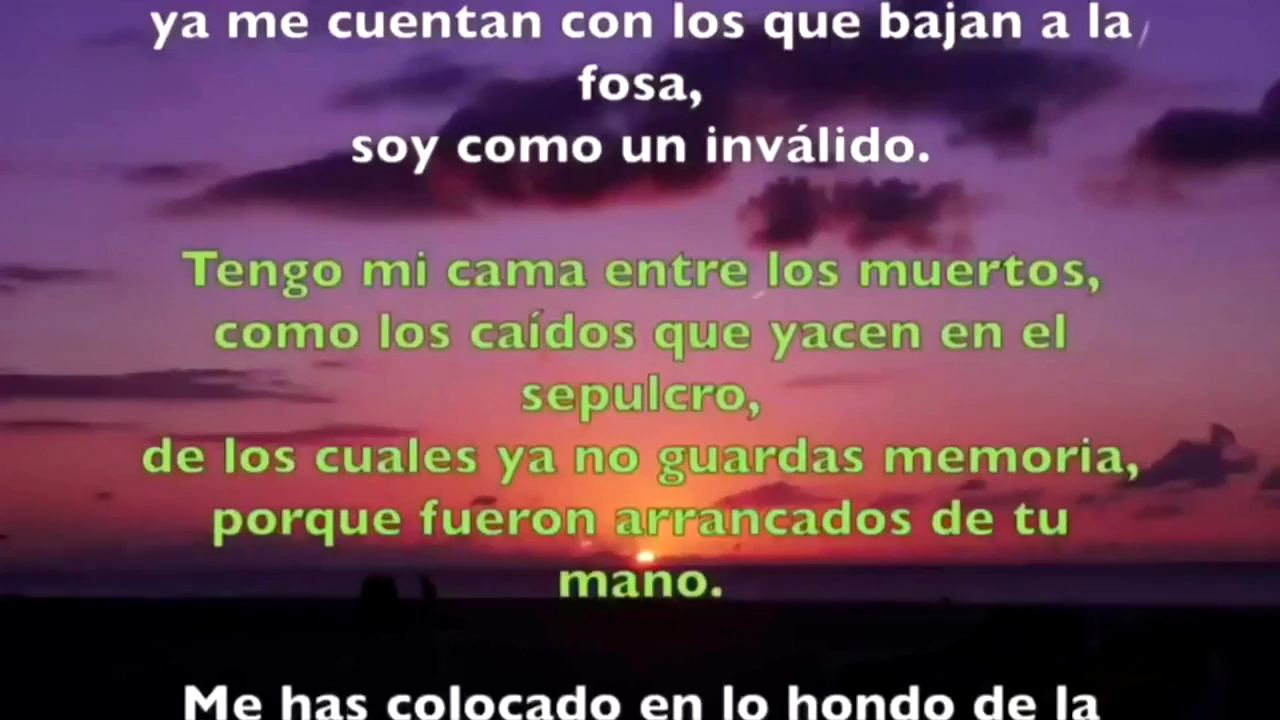 ya me cuentan con los que bajan a la
fosa,
soy como un inválido.
Tengo mi cama entre los muertos,
como los caídos que yacen en el
sepulcro,
de los cuales ya no guardas memoria,
porque fueron arrancados de tu
mano.
Me has colocado en lo hondo de la